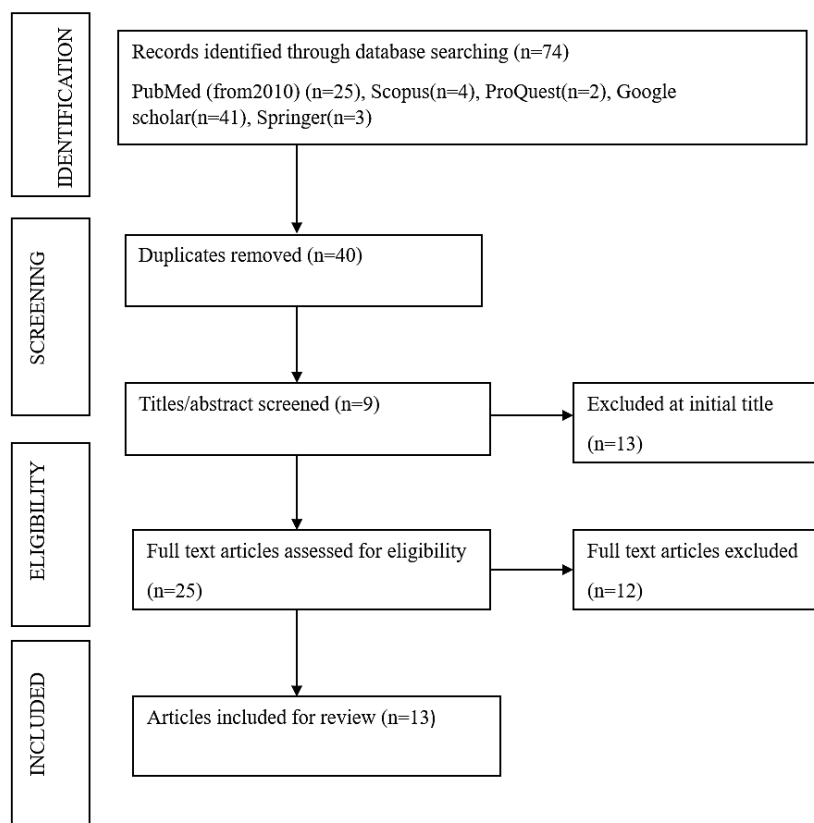 IDENTIFICATION
Records identified through database searching (n=74)
PubMed (from2010) (n=25), Scopus(n=4), ProQuest(n=2), Google
scholar(n=41), Springer(n=3)
SCREENING
Duplicates removed (n=40)
Titles/abstract screened (n=9)
Excluded at initial title
(n=13)
ELIGIBILITY
Full text articles assessed for eligibility
(n=25)
Full text articles excluded
(n=12)
INCLUDED
Articles included for review (n=13)